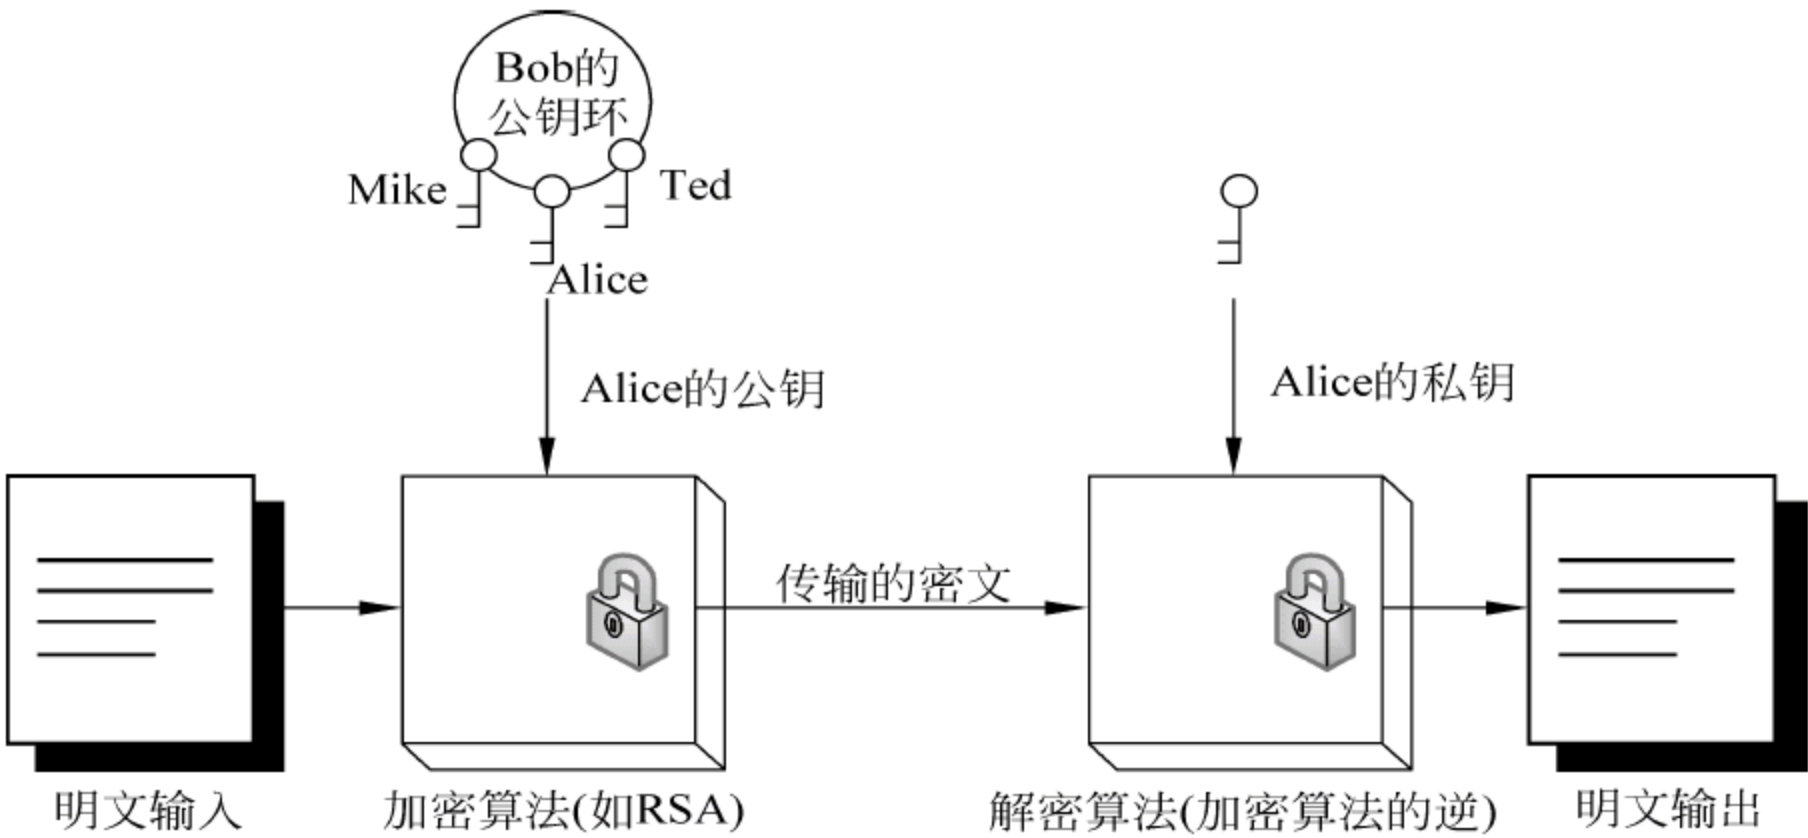 Bob的
公钥环
Mike
Ted
Alice
Alice的公钥
Alice的私钥
传输的密文
明文输入
加密算法(如RSA)
解密算法(加密算法的逆)
明文输出